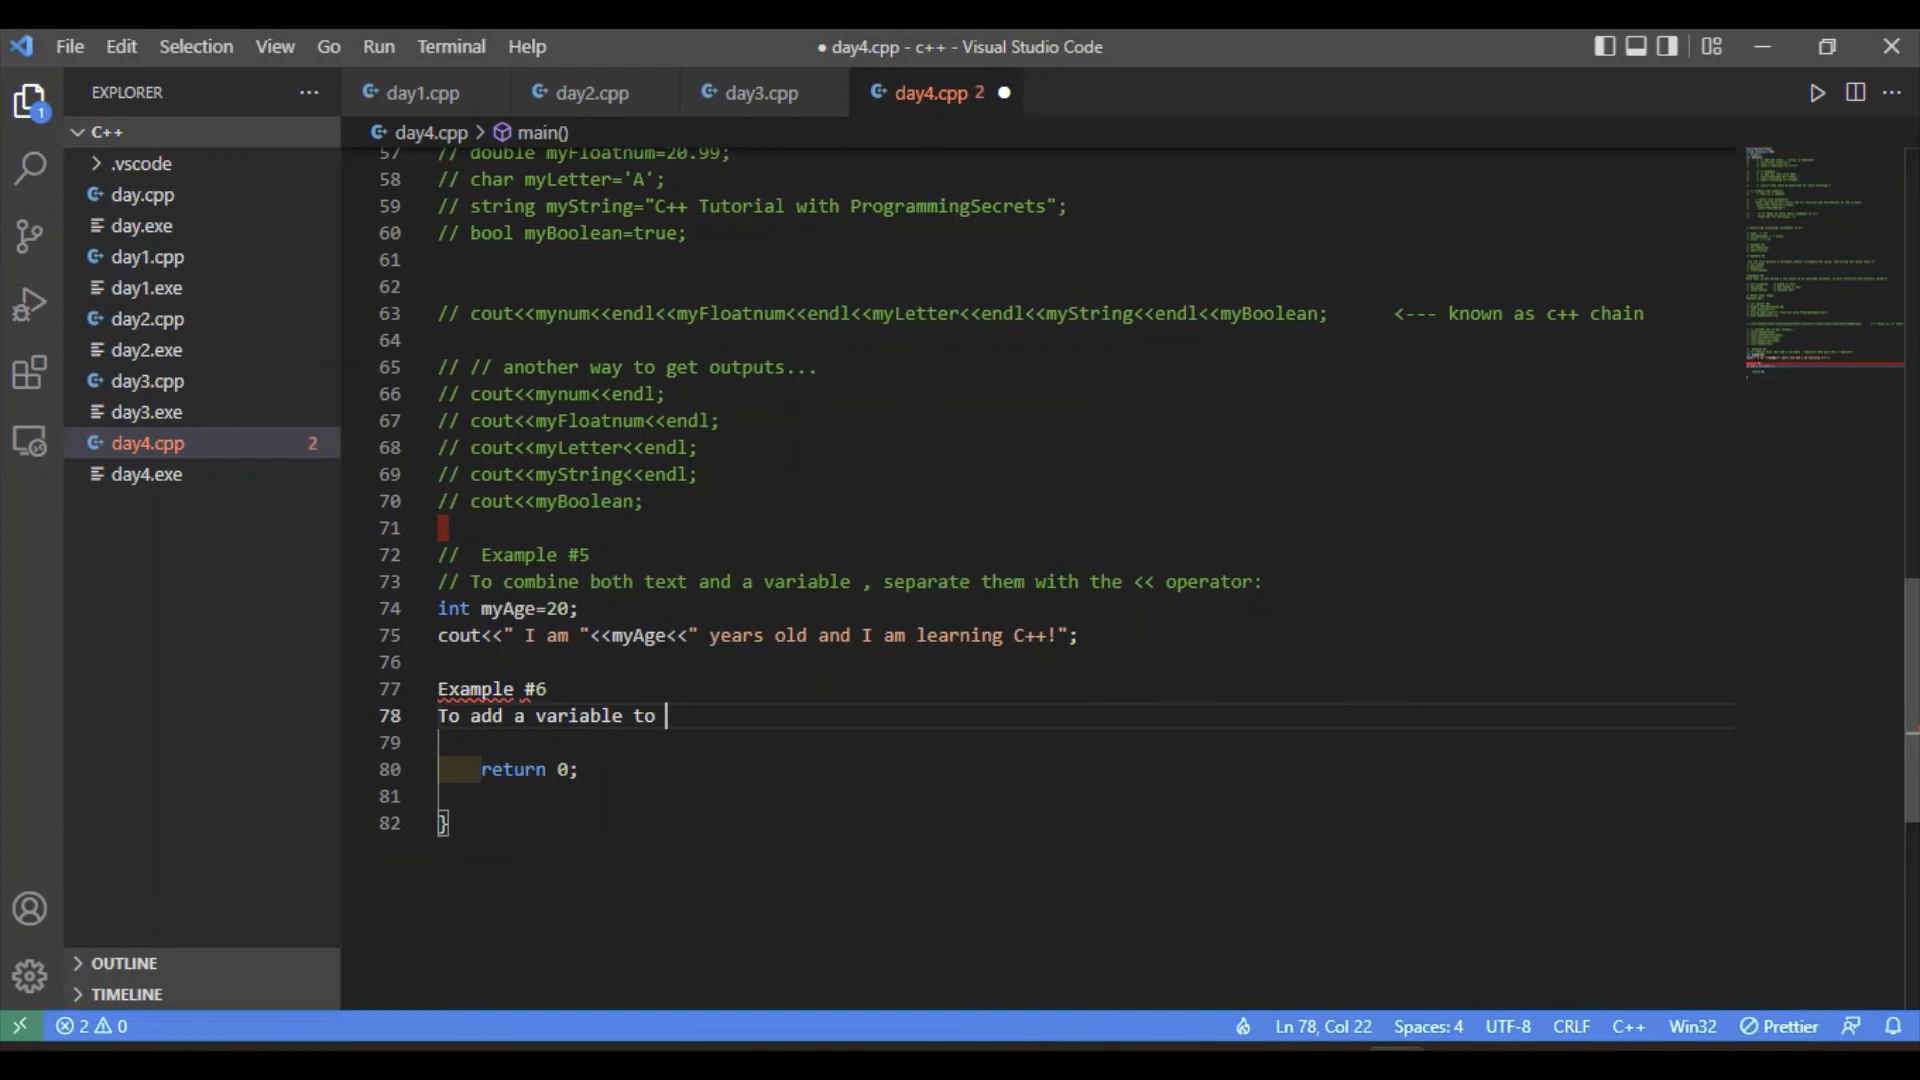 File Edit Selection View Go Run Terminal Help
● day4.cpp - c++ - Visual Studio Code
EXPLORER
day1.cpp
day2.cpp
day3.cpp
day4.cpp 2
C++
.vscode
day.cpp
day.exe
day1.cpp
day1.exe
day2.cpp
day2.exe
day3.cpp
day3.exe
day4.cpp 2
day4.exe
OUTLINE
TIMELINE
day4.cpp > main()
57 // double myFloatnum=20.99;
58 // char myLetter='A';
59 // string myString="C++ Tutorial with ProgrammingSecrets";
60 // bool myBoolean=true;
61
62
63 // cout<<mynum<<endl<<myFloatnum<<endl<<myLetter<<endl<<myString<<endl<<myBoolean; <--- known as c++ chain
64
65 // // another way to get outputs...
66 // cout<<mynum<<endl;
67 // cout<<myFloatnum<<endl;
68 // cout<<myLetter<<endl;
69 // cout<<myString<<endl;
70 // cout<<myBoolean;
71
72 // Example #5
73 // To combine both text and a variable , separate them with the << operator:
74 int myAge=20;
75 cout<<" I am "<<myAge<<" years old and I am learning C++!";
76
77 Example #6
78 To add a variable to
79
80 return 0;
81
82 }
1
2 0
Ln 78, Col 22 Spaces: 4 UTF-8 CRLF C++ Win32 Prettier